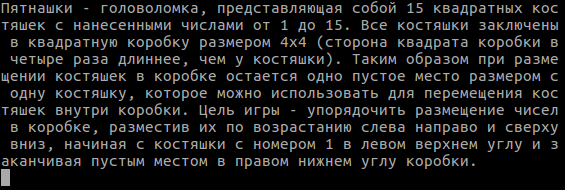 Пятнашки - головоломка, представляющая собой 15 квадратных кос
тяшек с нанесенными числами от 1 до 15. Все костяшки заключены
 в квадратную коробку размером 4x4 (сторона квадрата коробки в
 четыре раза длиннее, чем у костяшки). Таким образом при разме
щении костяшек в коробке остается одно пустое место размером с
 одну костяшку, которое можно использовать для перемещения кос
тяшек внутри коробки. Цель игры - упорядочить размещение чисел
 в коробке, разместив их по возрастанию слева направо и сверху
 вниз, начиная с костяшки с номером 1 в левом верхнем углу и з
аканчивая пустым местом в правом нижнем углу коробки.